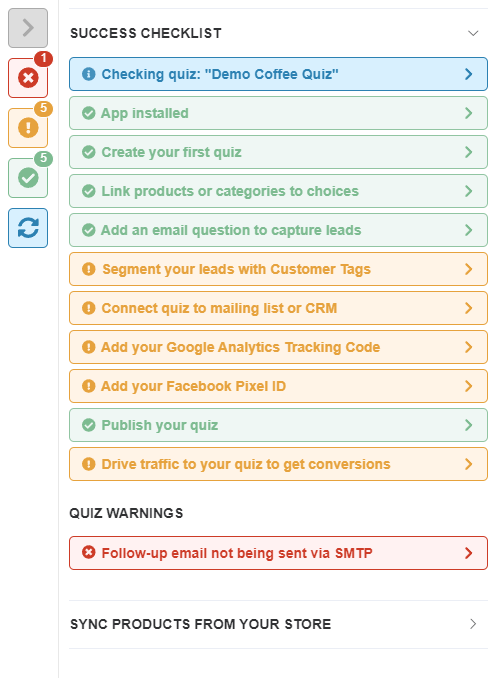 1
5
5
SUCCESS CHECKLIST
Checking quiz: "Demo Coffee Quiz"
App installed
Create your first quiz
Link products or categories to choices
Add an email question to capture leads
Segment your leads with Customer Tags
Connect quiz to mailing list or CRM
Add your Google Analytics Tracking Code
Add your Facebook Pixel ID
Publish your quiz
Drive traffic to your quiz to get conversions
QUIZ WARNINGS
Follow-up email not being sent via SMTP
SYNC PRODUCTS FROM YOUR STORE